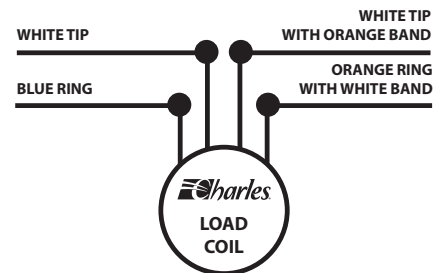 WHITE TIP
WHITE TIP
WITH ORANGE BAND
BLUE RING
ORANGE RING
WITH WHITE BAND
Charles
LOAD
COIL